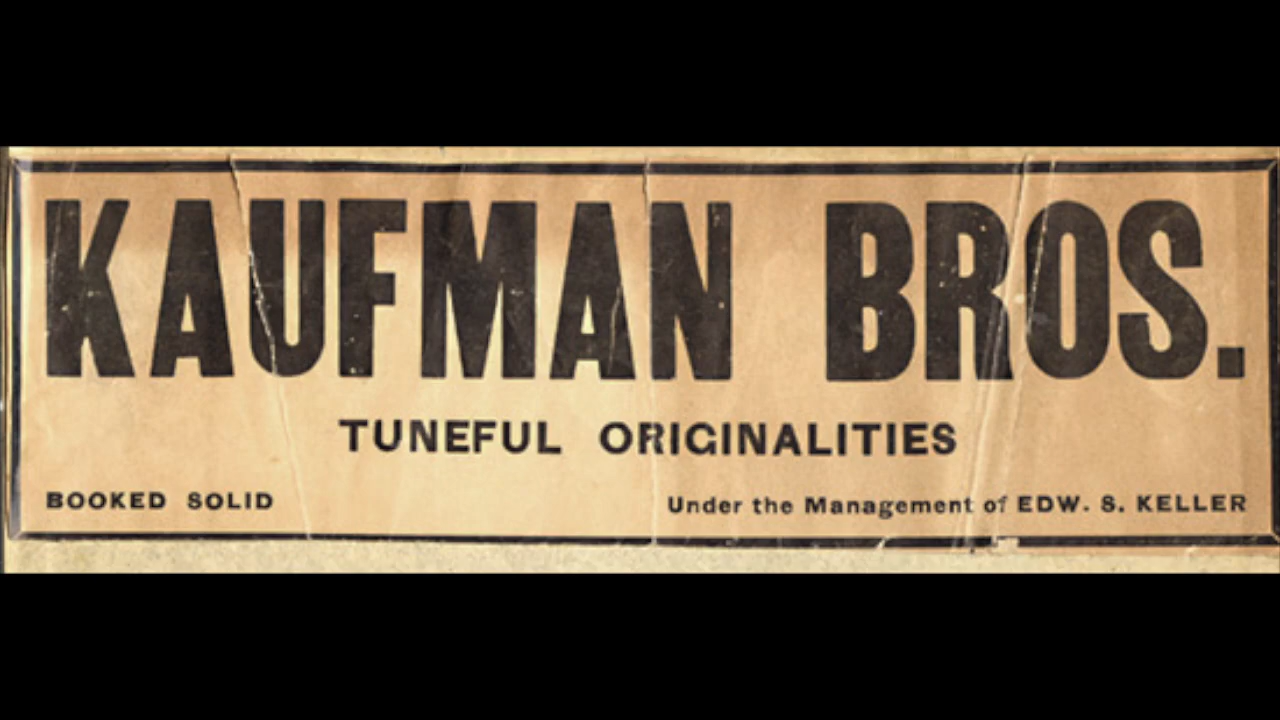 KAUFMAN BROS.
TUNEFUL ORIGINALITIES
BOOKED SOLID
Under the Management of EDW. S. KELLER